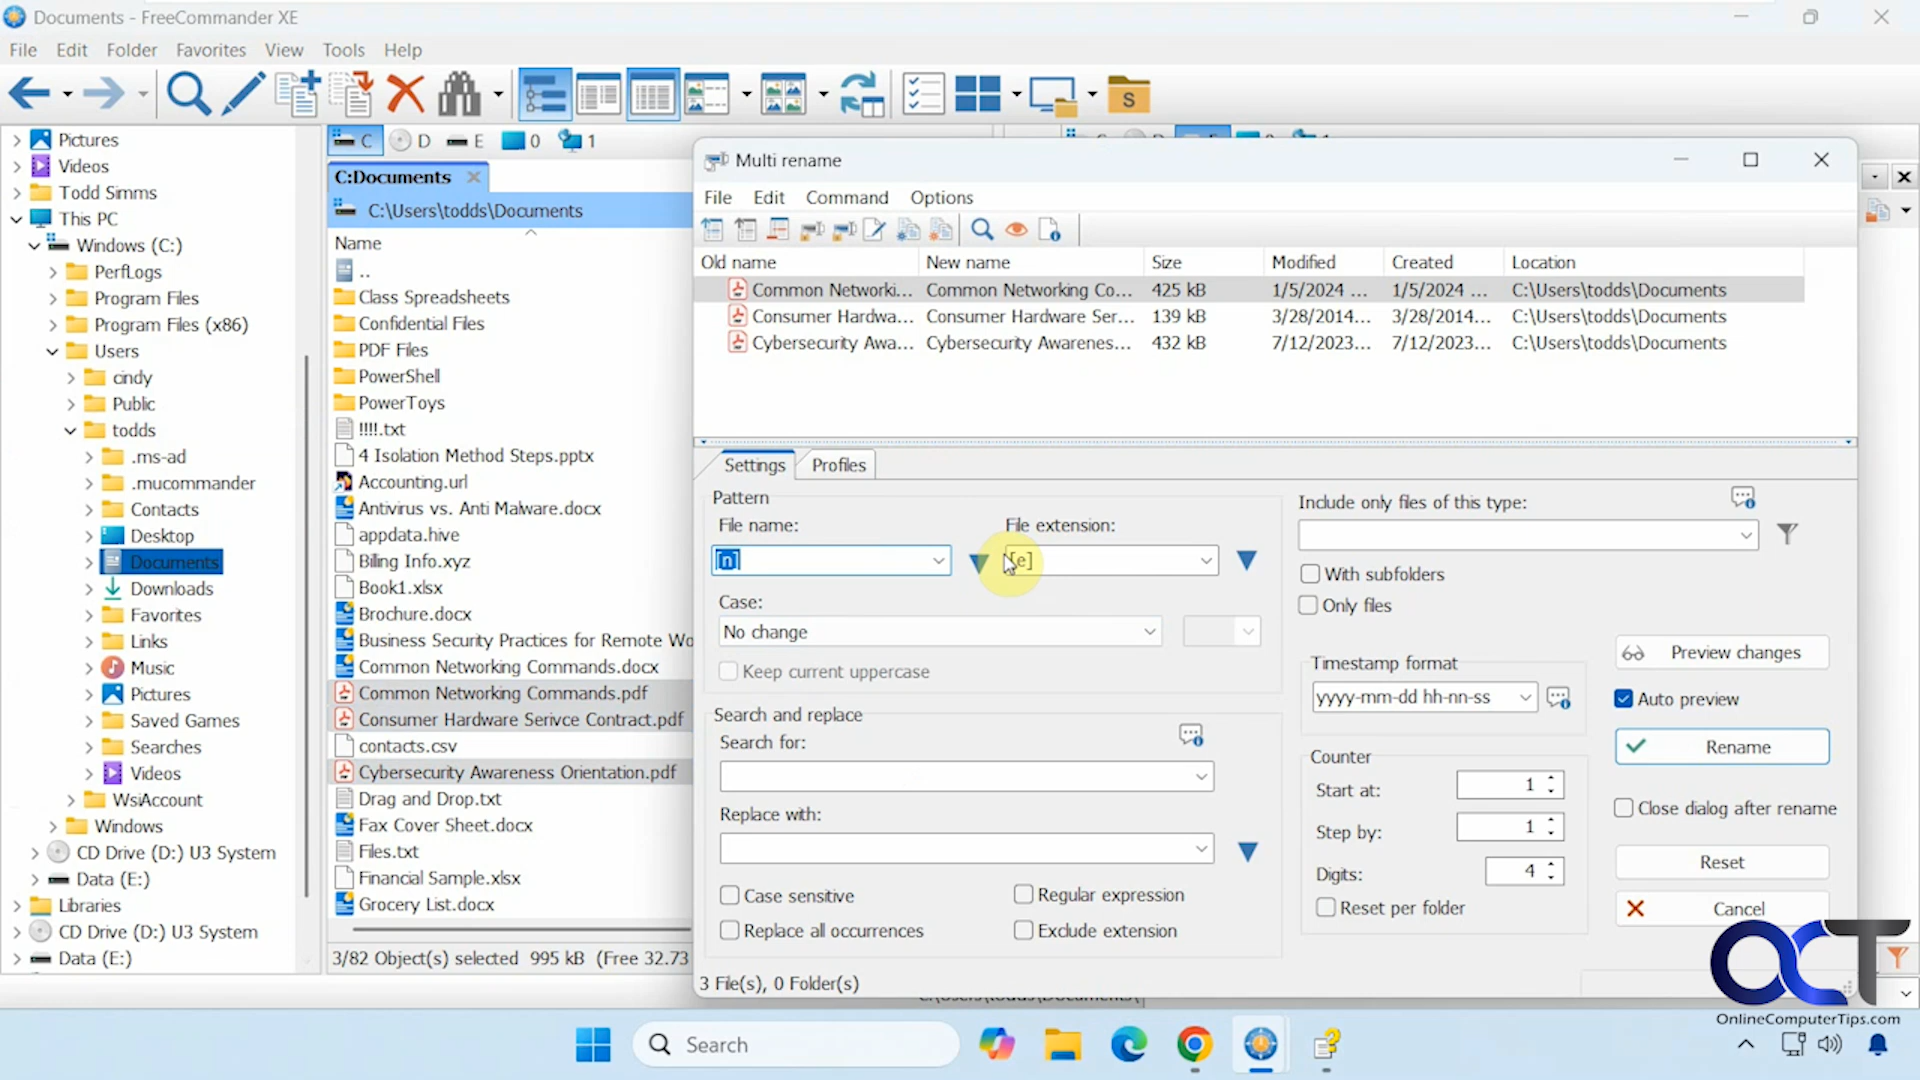 Documents - FreeCommander XE
File Edit Folder Favorites View Tools Help
S
Pictures
Videos
Todd Simms
This PC
Windows (C:)
PerfLogs
Program Files
Program Files (x86)
Users
cindy
Public
todds
.ms-ad
.mucommander
Contacts
Desktop
Documents
Downloads
Favorites
Links
Music
Pictures
Saved Games
Searches
Videos
WsiAccount
Windows
CD Drive (D:) U3 System
Data (E:)
Libraries
CD Drive (D:) U3 System
Data (E:)
C D E 0 1
C:Documents
C:\Users\todds\Documents
Name
..
Class Spreadsheets
Confidential Files
PDF Files
PowerShell
PowerToys
!!!!.txt
4 Isolation Method Steps.pptx
Accounting.url
Antivirus vs. Anti Malware.docx
appdata.hive
Billing Info.xyz
Book1.xlsx
Brochure.docx
Business Security Practices for Remote Wo
Common Networking Commands.docx
Common Networking Commands.pdf
Consumer Hardware Serivce Contract.pdf
contacts.csv
Cybersecurity Awareness Orientation.pdf
Drag and Drop.txt
Fax Cover Sheet.docx
Files.txt
Financial Sample.xlsx
Grocery List.docx
3/82 Object(s) selected 995 kB (Free 32.73
Multi rename
File Edit Command Options
Old name New name Size Modified Created Location
Common Networki... Common Networking Co... 425 kB 1/5/2024 ... 1/5/2024 ... C:\Users\todds\Documents
Consumer Hardwa... Consumer Hardware Ser... 139 kB 3/28/2014... 3/28/2014... C:\Users\todds\Documents
Cybersecurity Awa... Cybersecurity Awarenes... 432 kB 7/12/2023... 7/12/2023... C:\Users\todds\Documents
Settings Profiles
Pattern
File name: File extension:
[n] [e]
Case:
No change
Keep current uppercase
Search and replace
Search for:
Replace with:
Case sensitive Regular expression
Replace all occurrences Exclude extension
3 File(s), 0 Folder(s)
Include only files of this type:
With subfolders
Only files
Timestamp format
yyyy-mm-dd hh-nn-ss
Counter
Start at: 1
Step by: 1
Digits: 4
Reset per folder
Preview changes
Auto preview
Rename
Close dialog after rename
Reset
Cancel
OCT
OnlineComputerTips.com
Search